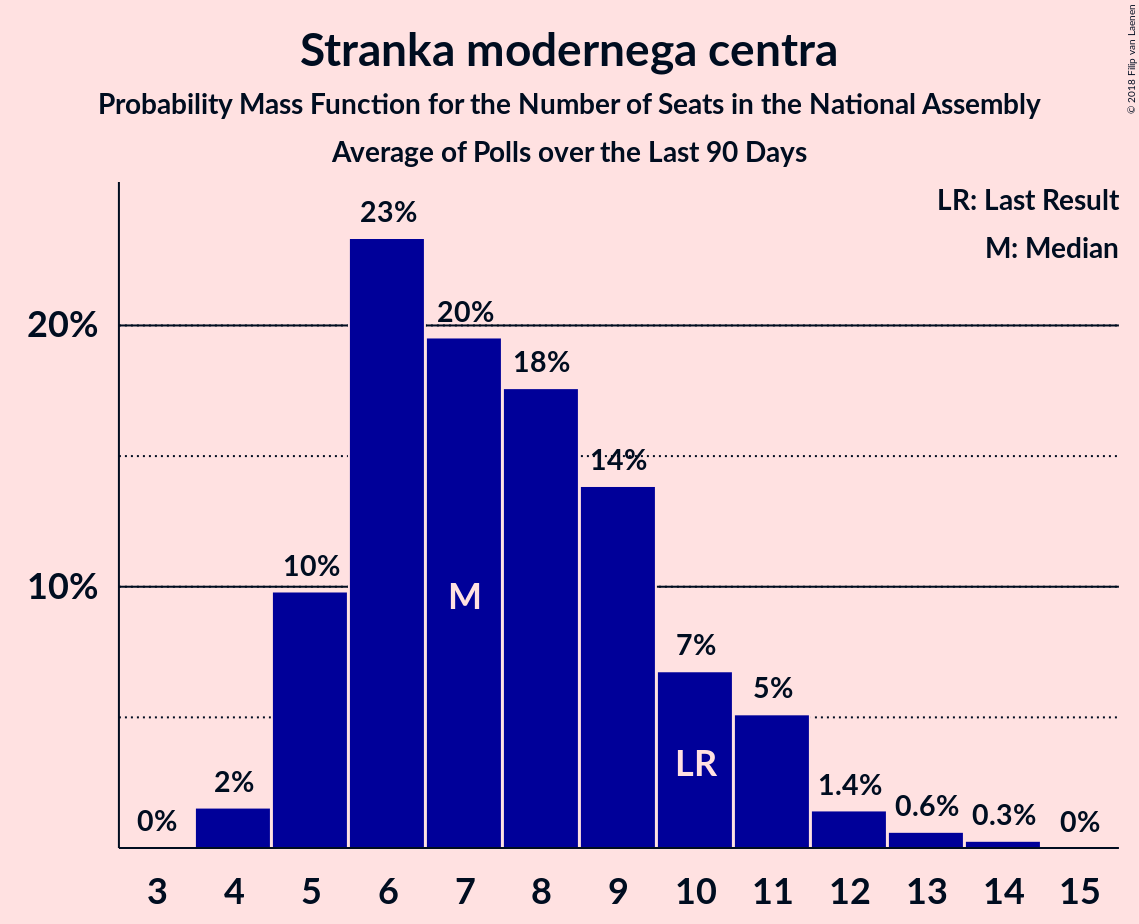 Stranka modernega centra
Probability Mass Function for the Number of Seats in the National Assembly
Average of Polls over the Last 90 Days
© 2018 Filip van Laenen
LR: Last Result
M: Median
23%
20%
20%
18%
14%
10%
10%
M
7%
5%
LR
2%
1.4%
0%
0.6%
0.3%
0%
3 4 5 6 7 8 9 10 11 12 13 14 15